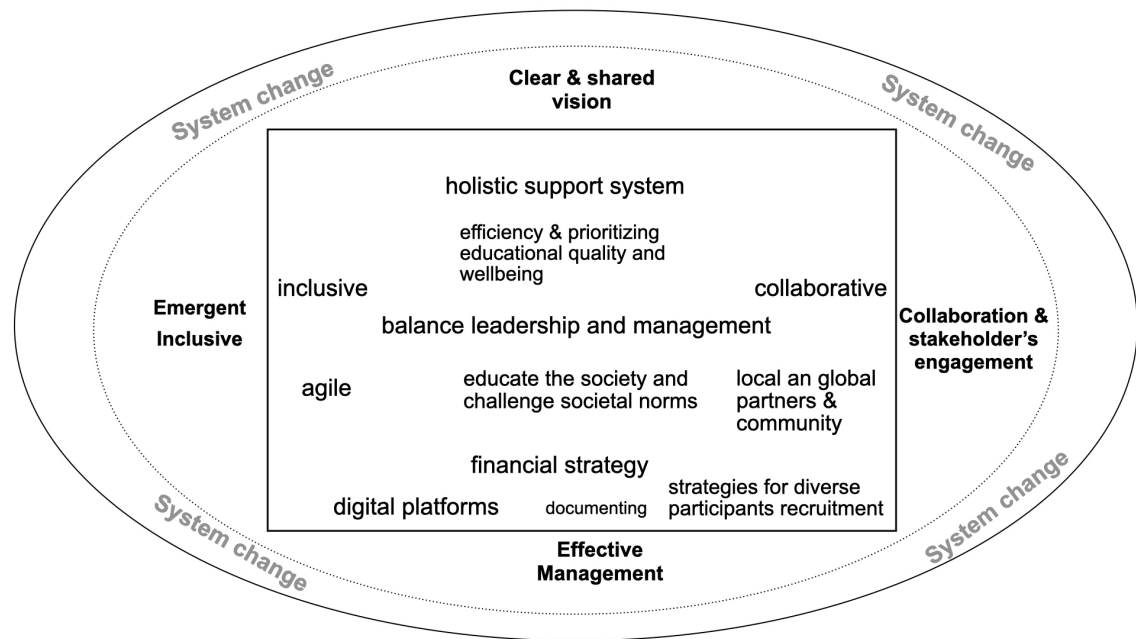 System change
Clear & shared
vision
System change
holistic support system
efficiency & prioritizing
educational quality and
wellbeing
inclusive
collaborative
Emergent
Inclusive
balance leadership and management
Collaboration &
stakeholder's
engagement
agile
educate the society and
challenge societal norms
local an global
partners &
community
financial strategy
digital platforms
documenting
strategies for diverse
participants recruitment
System change
System change
Effective
Management